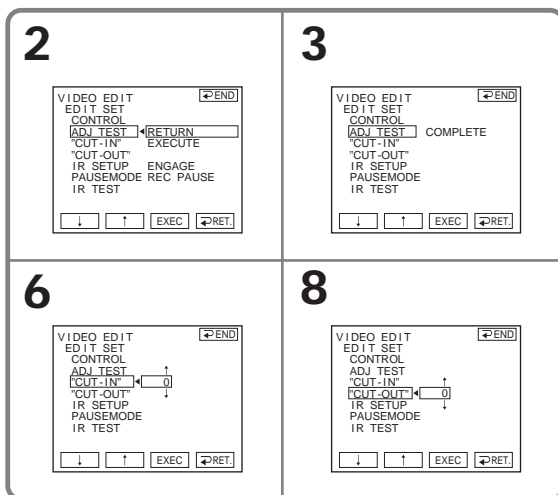 2
VIDEO EDIT ⮌END
EDIT SET
CONTROL
ADJ TEST RETURN
"CUT-IN" EXECUTE
"CUT-OUT"
IR SETUP ENGAGE
PAUSEMODE REC PAUSE
IR TEST
↓ ↑ EXEC ⮌RET.
3
VIDEO EDIT ⮌END
EDIT SET
CONTROL
ADJ TEST COMPLETE
"CUT-IN"
"CUT-OUT"
IR SETUP
PAUSEMODE
IR TEST
↓ ↑ EXEC ⮌RET.
6
VIDEO EDIT ⮌END
EDIT SET
CONTROL
ADJ TEST ↑
"CUT-IN" 0
"CUT-OUT" ↓
IR SETUP
PAUSEMODE
IR TEST
↓ ↑ EXEC ⮌RET.
8
VIDEO EDIT ⮌END
EDIT SET
CONTROL
ADJ TEST
"CUT-IN" ↑
"CUT-OUT" 0
IR SETUP ↓
PAUSEMODE
IR TEST
↓ ↑ EXEC ⮌RET.